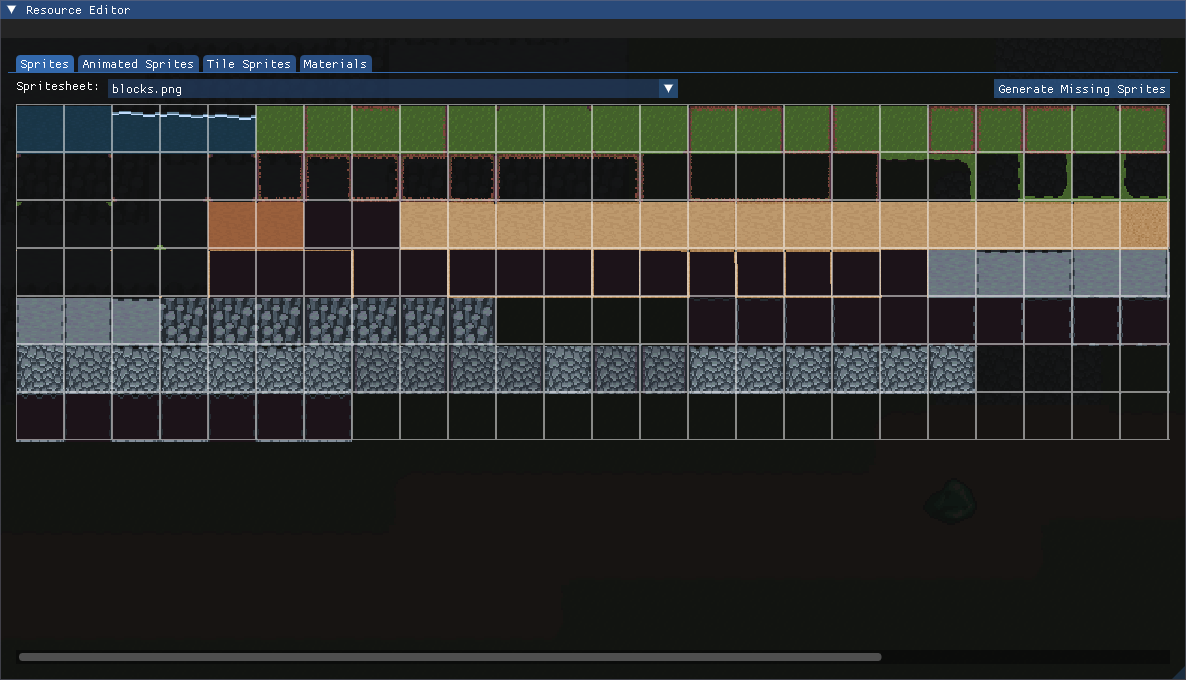 Resource Editor
Sprites Animated Sprites Tile Sprites Materials
Spritesheet: blocks.png Generate Missing Sprites